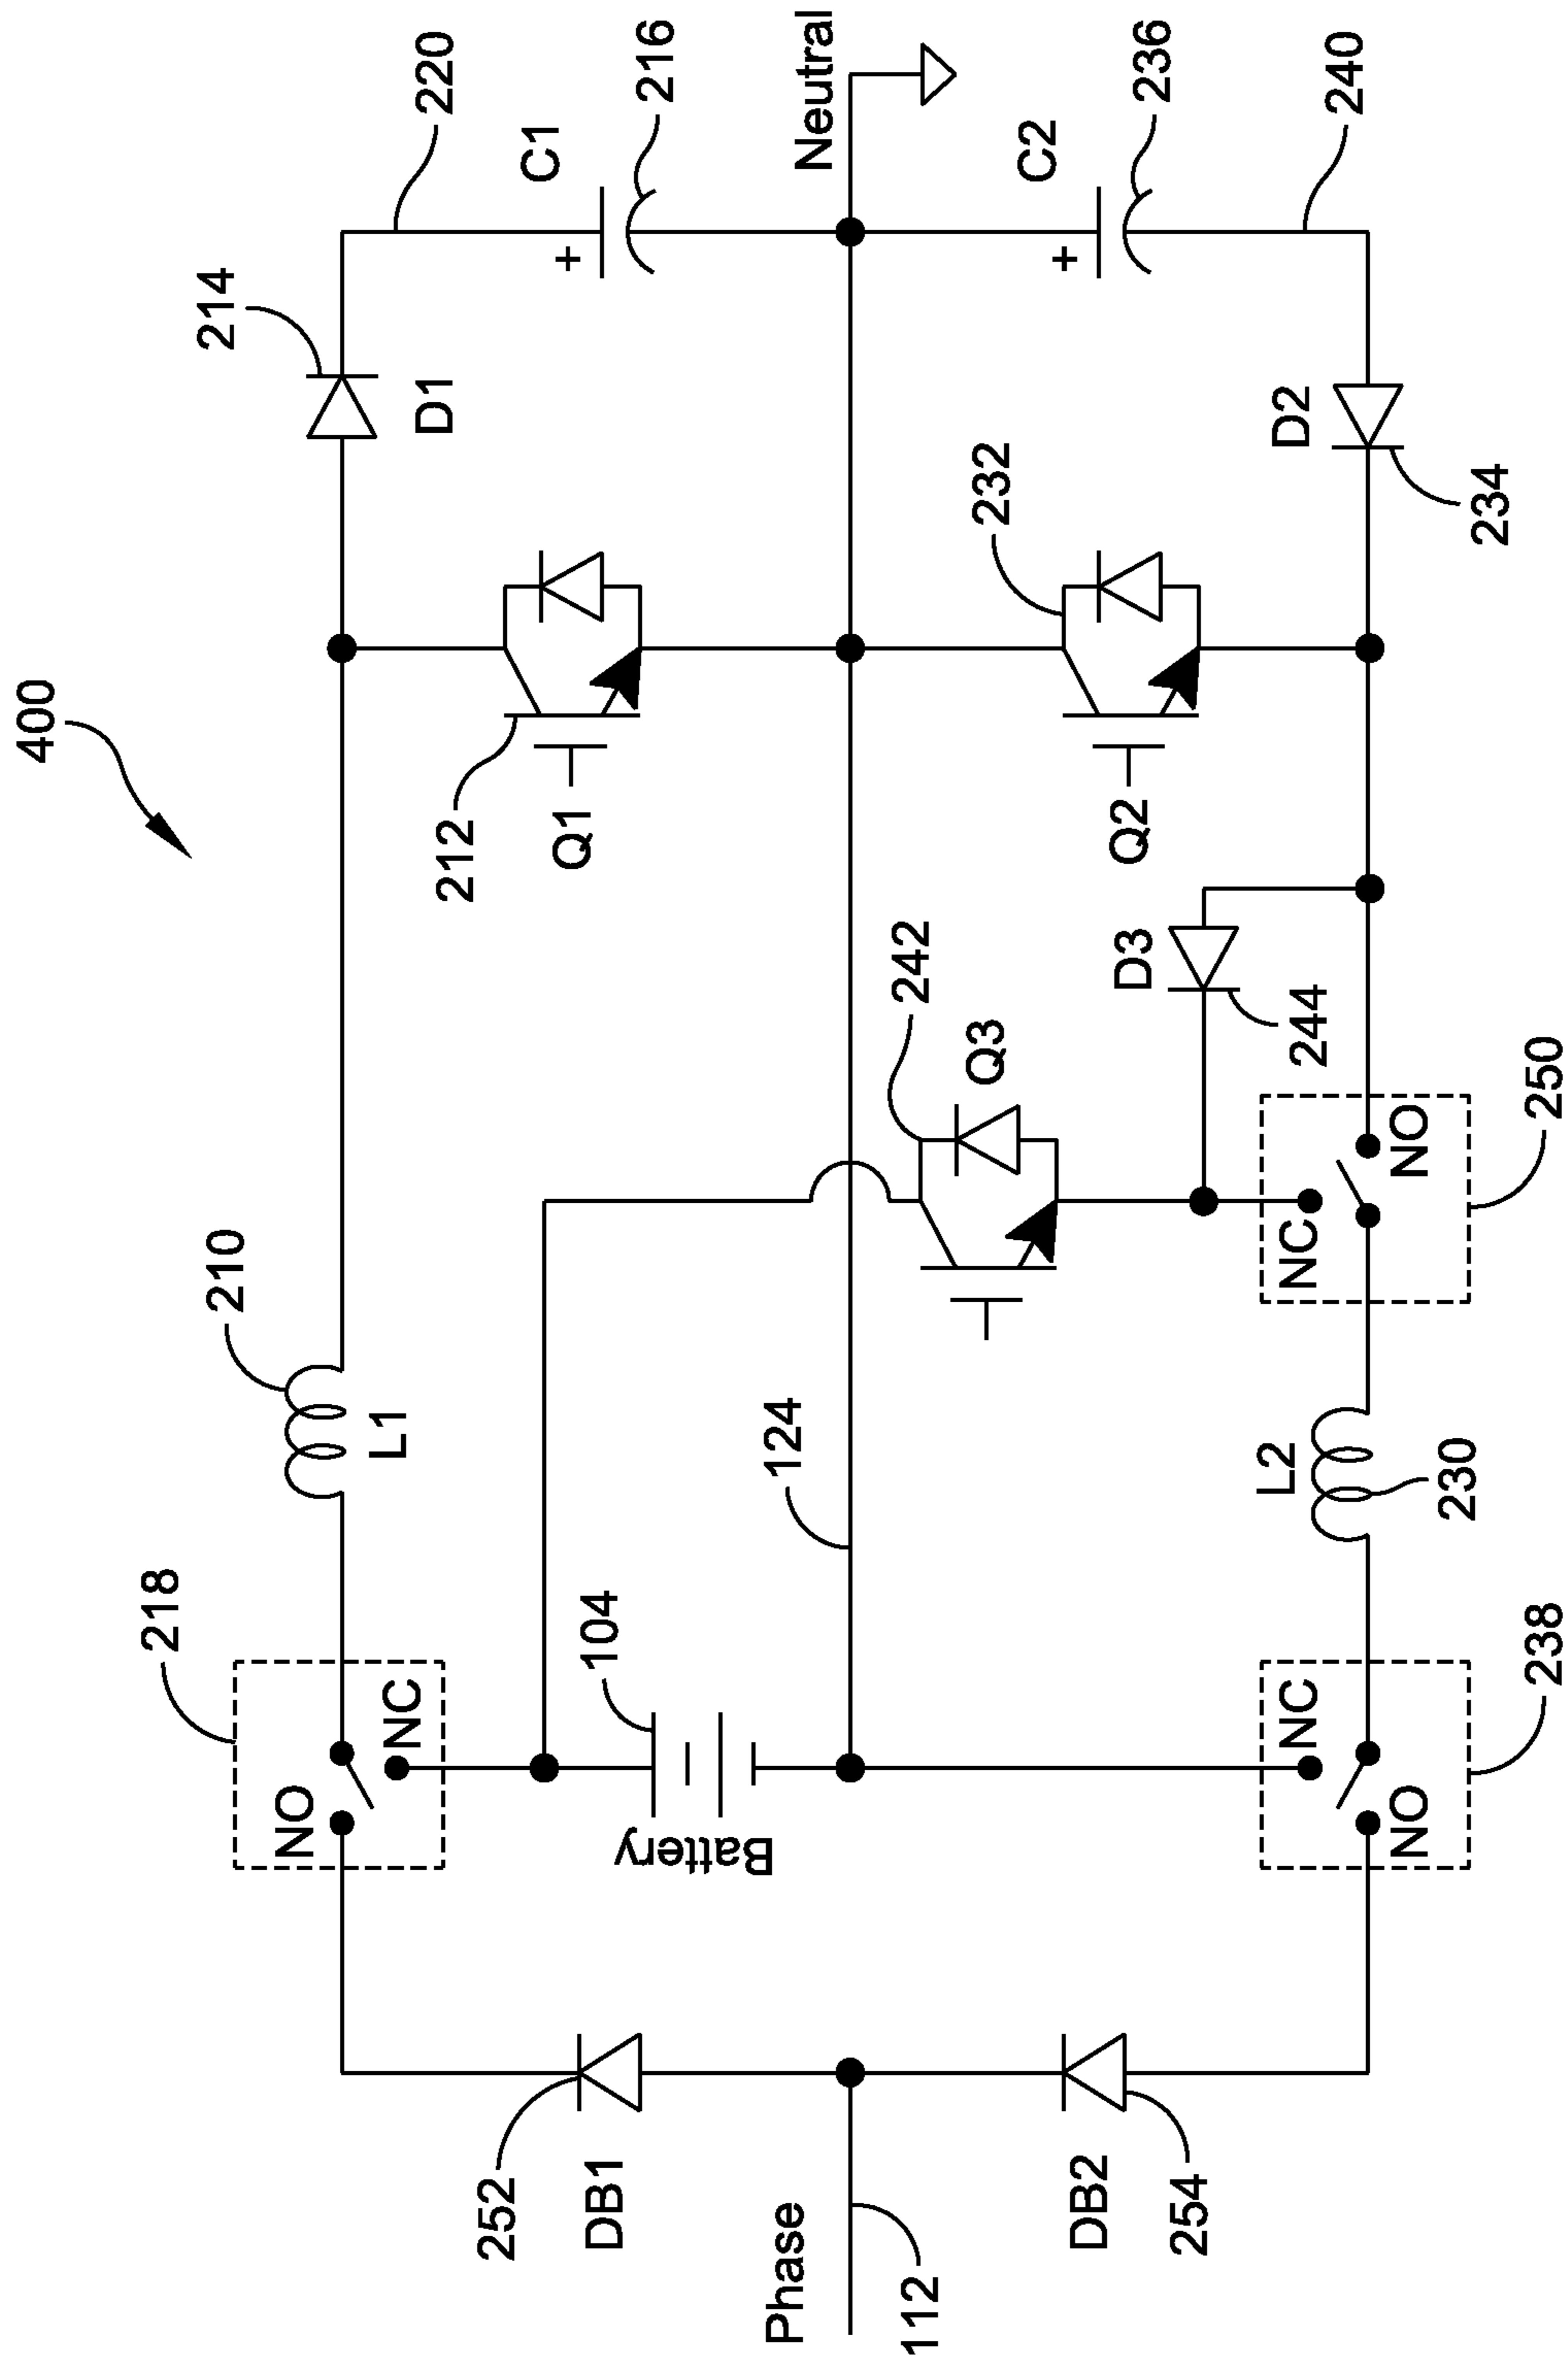 400
220
214
D1
C1
216
210
L1
218
NO
NC
212
Q1
Neutral
104
Battery
124
242
Q3
232
Q2
C2
236
240
D3
244
D2
234
252
DB1
Phase
112
DB2
254
NC
NO
238
L2
230
NC
NO
250